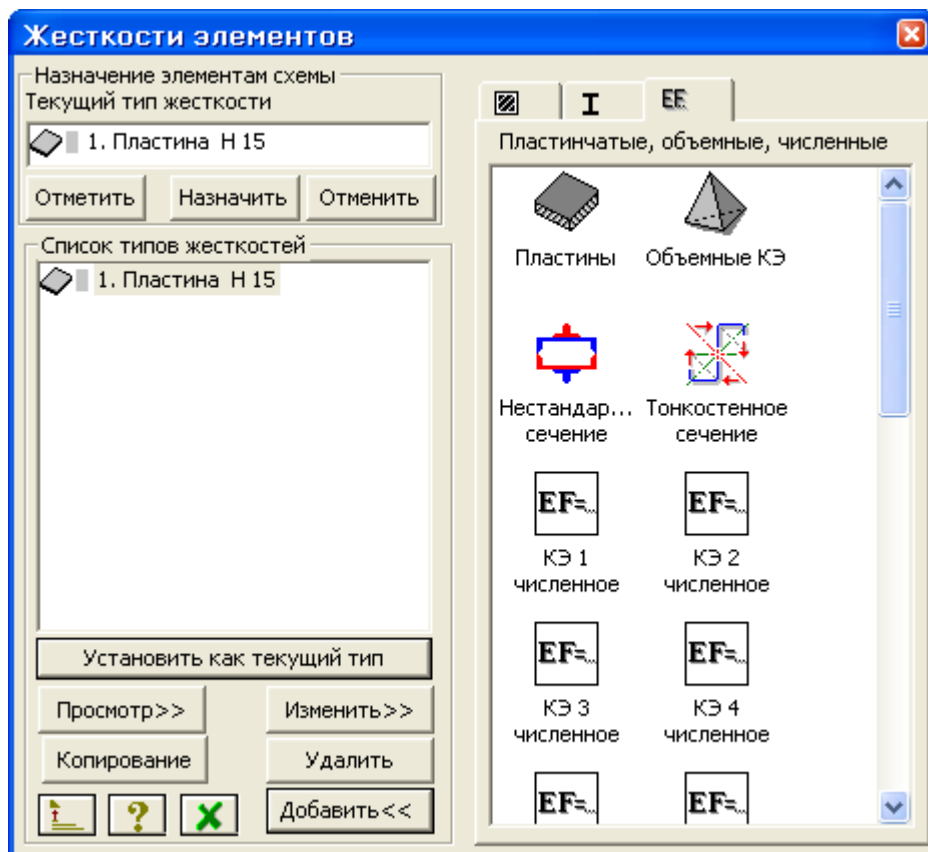 Жесткости элементов
Назначение элементам схемы
Текущий тип жесткости
1. Пластина H 15
Отметить Назначить Отменить
Список типов жесткостей
1. Пластина H 15
Установить как текущий тип
Просмотр>> Изменить>>
Копирование Удалить
? Добавить<<
Пластинчатые, объемные, численные
Пластины Объемные КЭ
Нестандар... Тонкостенное
сечение сечение
EF=... EF=...
КЭ 1 КЭ 2
численное численное
EF=... EF=...
КЭ 3 КЭ 4
численное численное
EF=... EF=...